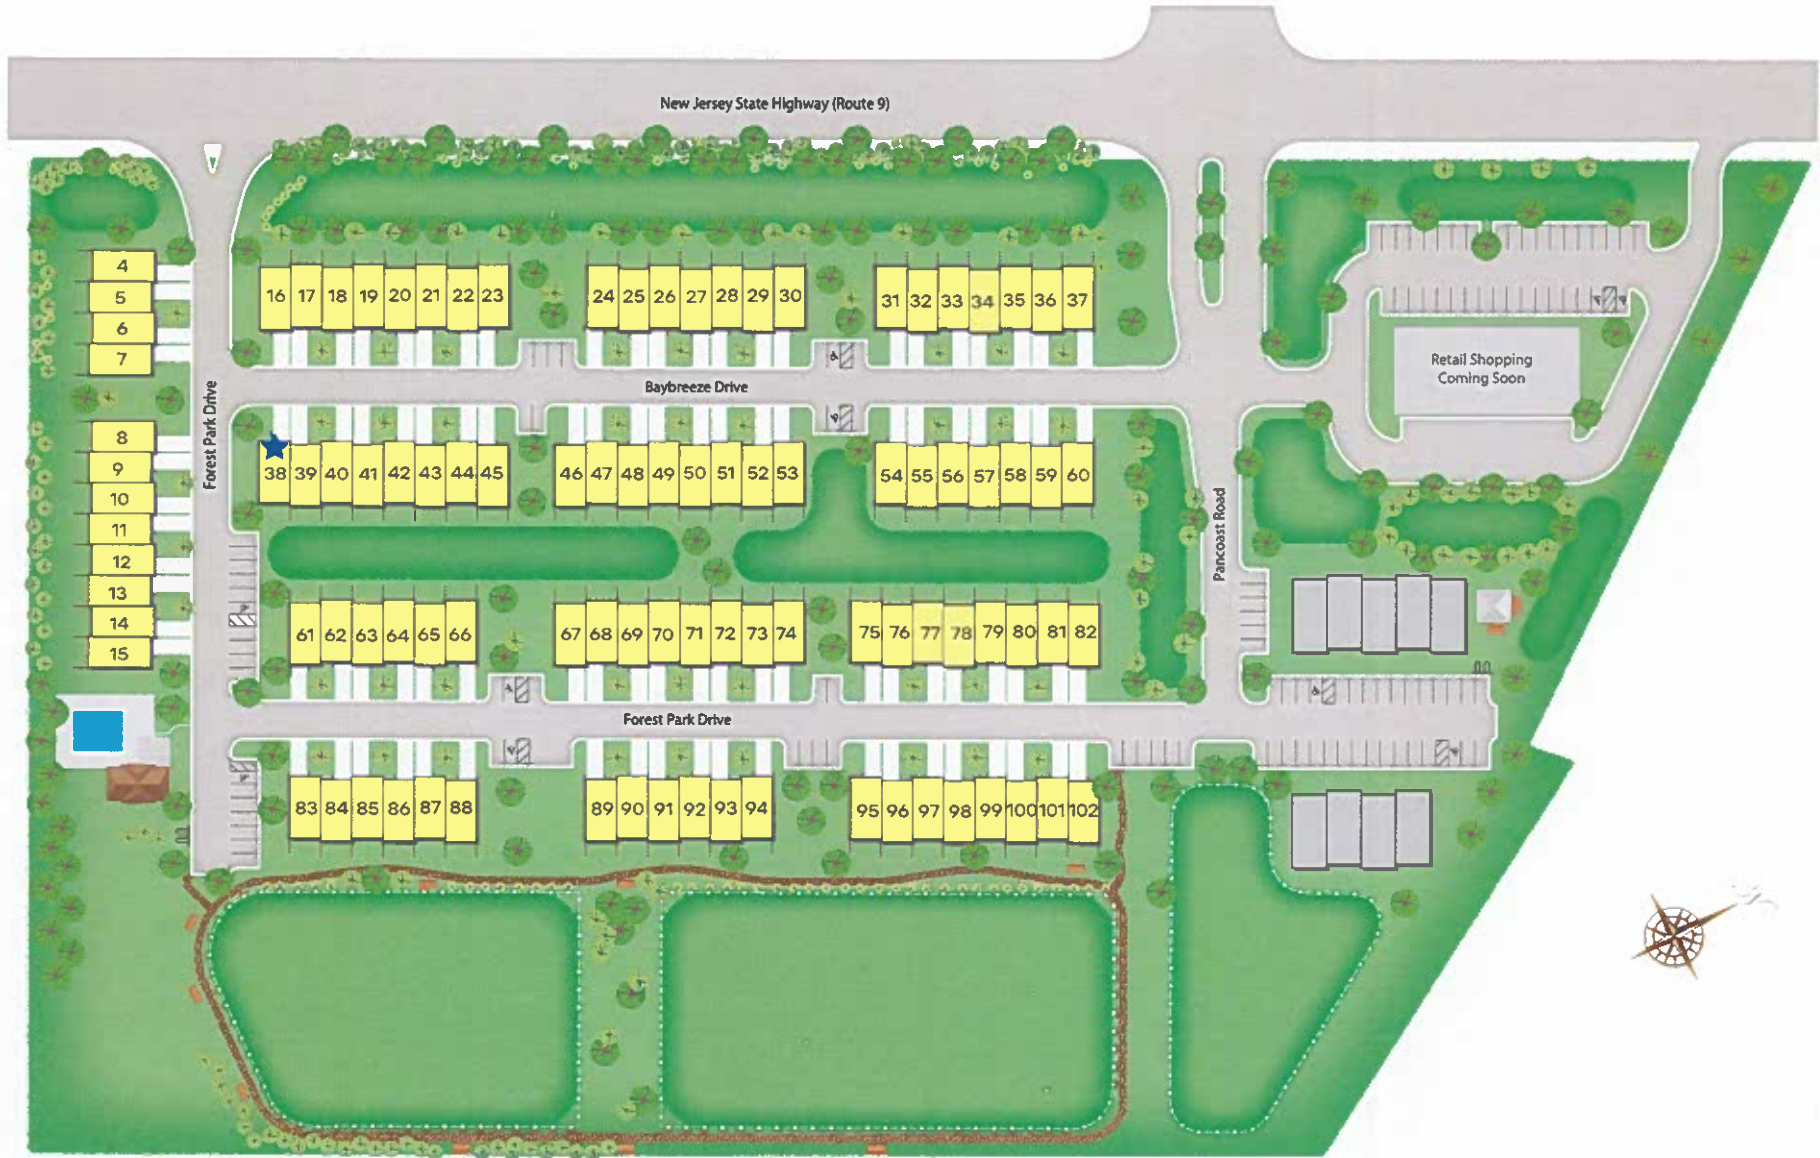 New Jersey State Highway (Route 9)
4
5
6
7
8
9
10
11
12
13
14
15
Forest Park Drive
16 17 18 19 20 21 22 23
24 25 26 27 28 29 30
31 32 33 34 35 36 37
Retail Shopping
Coming Soon
Baybreeze Drive
38 39 40 41 42 43 44 45
46 47 48 49 50 51 52 53
54 55 56 57 58 59 60
Pancoast Road
61 62 63 64 65 66
67 68 69 70 71 72 73 74
75 76 77 78 79 80 81 82
Forest Park Drive
83 84 85 86 87 88
89 90 91 92 93 94
95 96 97 98 99 100 101 102